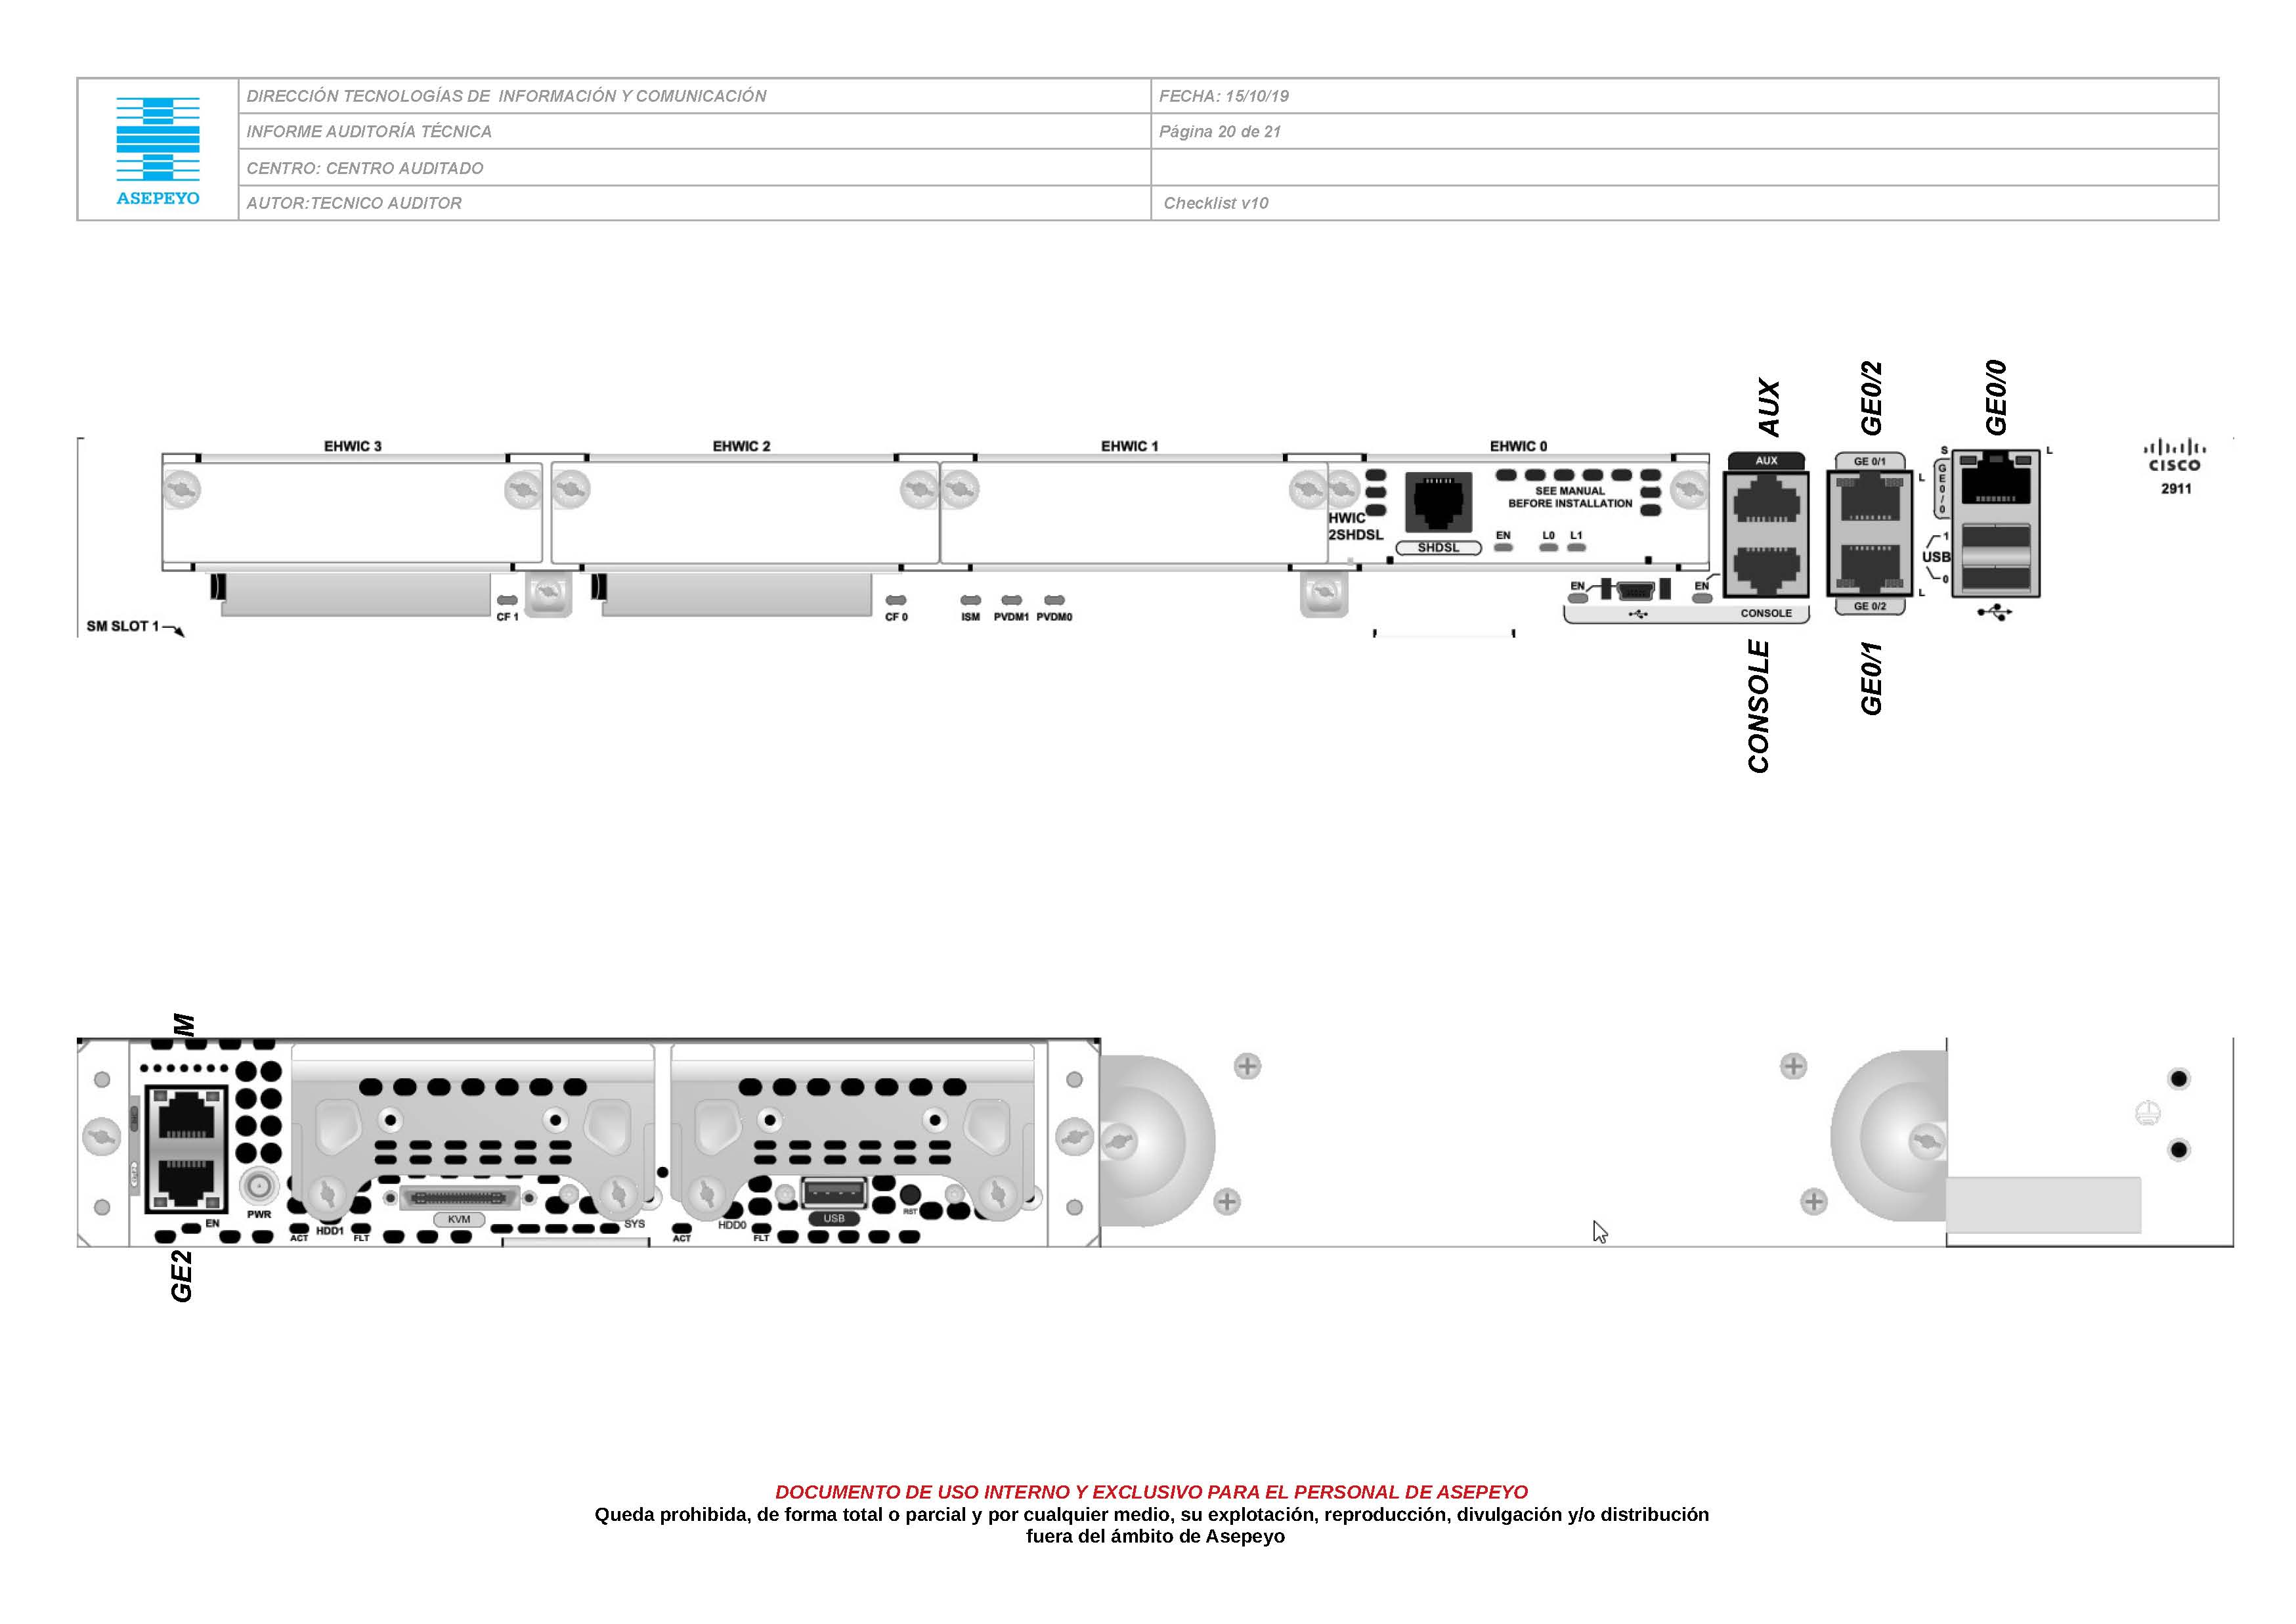 DIRECCIÓN TECNOLOGÍAS DE INFORMACIÓN Y COMUNICACIÓN
FECHA: 15/10/19
INFORME AUDITORÍA TÉCNICA
Página 20 de 21
CENTRO: CENTRO AUDITADO
AUTOR:TECNICO AUDITOR
Checklist v10
ASEPEYO
AUX
GE0/2
GE0/0
EHWIC 3
EHWIC 2
EHWIC 1
EHWIC 0
AUX
GE 0/1
S
L
GE0/0
L
CISCO
2911
SEE MANUAL
BEFORE INSTALLATION
HWIC
2SHDSL
SHDSL
EN
L0
L1
1
USB
0
EN
EN
L
CF 1
CF 0
ISM
PVDM1
PVDM0
CONSOLE
GE 0/2
SM SLOT 1
CONSOLE
GE0/1
M
EN
PWR
ACT
HDD1
FLT
KVM
SYS
ACT
HDD0
FLT
USB
RST
GE2
DOCUMENTO DE USO INTERNO Y EXCLUSIVO PARA EL PERSONAL DE ASEPEYO
Queda prohibida, de forma total o parcial y por cualquier medio, su explotación, reproducción, divulgación y/o distribución
fuera del ámbito de Asepeyo